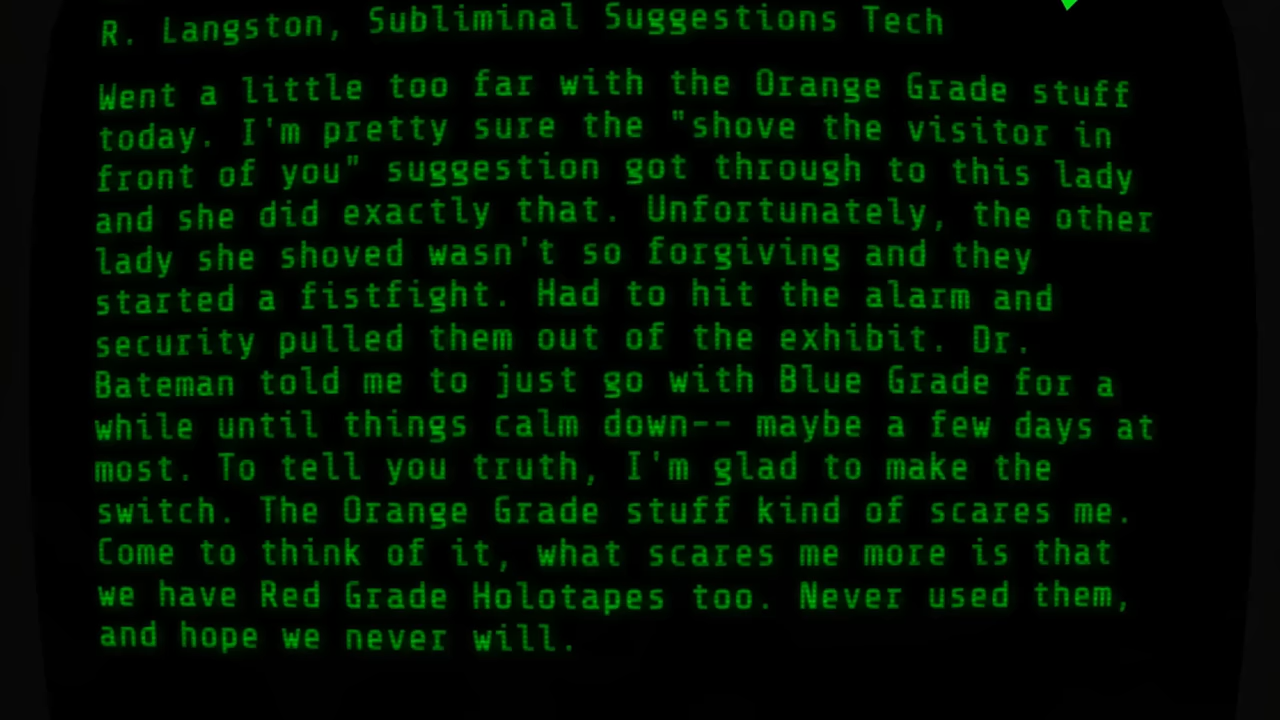 R. Langston, Subliminal Suggestions Tech
Went a little too far with the Orange Grade stuff
today. I'm pretty sure the "shove the visitor in
front of you" suggestion got through to this lady
and she did exactly that. Unfortunately, the other
lady she shoved wasn't so forgiving and they
started a fistfight. Had to hit the alarm and
security pulled them out of the exhibit. Dr.
Bateman told me to just go with Blue Grade for a
while until things calm down-- maybe a few days at
most. To tell you truth, I'm glad to make the
switch. The Orange Grade stuff kind of scares me.
Come to think of it, what scares me more is that
we have Red Grade Holotapes too. Never used them,
and hope we never will.